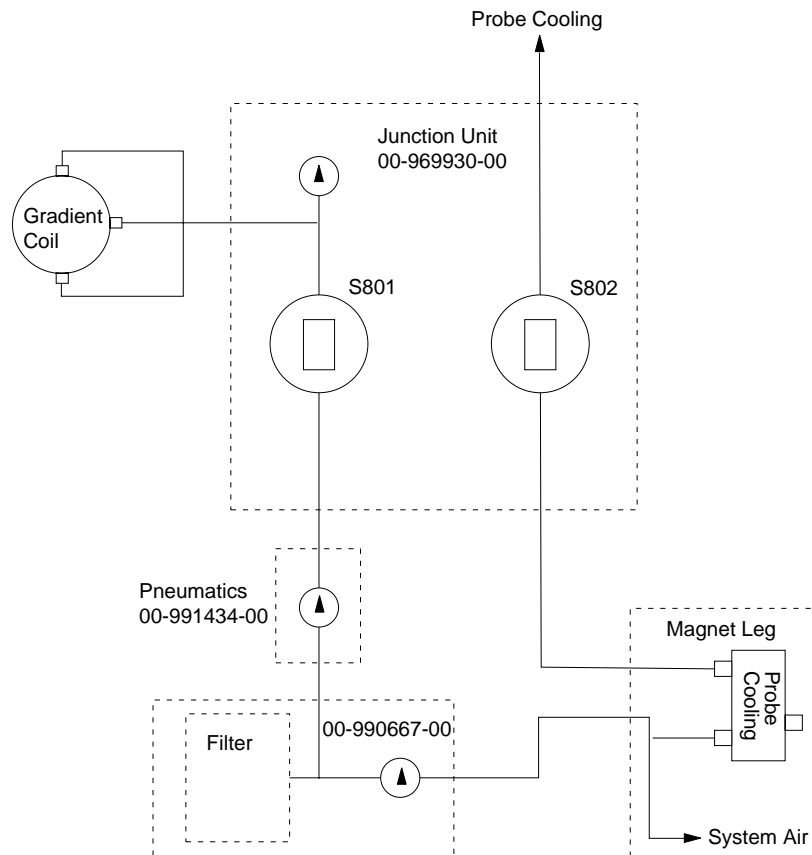 Probe Cooling
Junction Unit
00-969930-00
Gradient
Coil
S801
S802
Pneumatics
00-991434-00
Magnet Leg
Probe
Cooling
Filter
00-990667-00
System Air